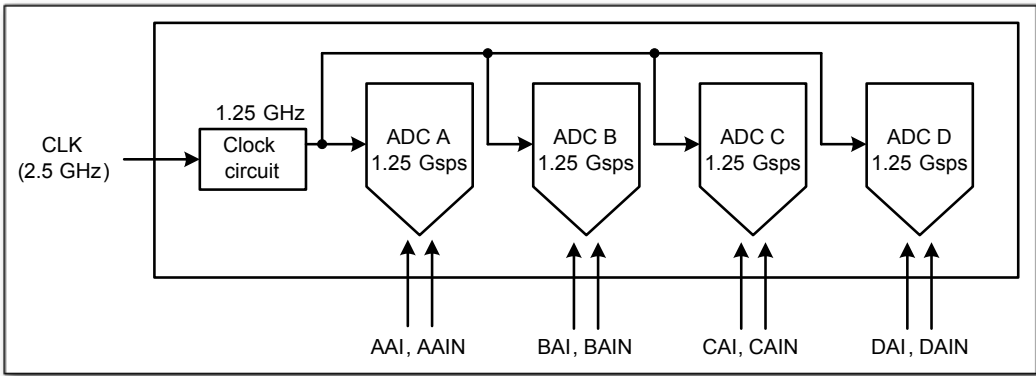 1.25 GHz
CLK
(2.5 GHz)
Clock
circuit
ADC A
1.25 Gsps
ADC B
1.25 Gsps
ADC C
1.25 Gsps
ADC D
1.25 Gsps
AAI, AAIN
BAI, BAIN
CAI, CAIN
DAI, DAIN